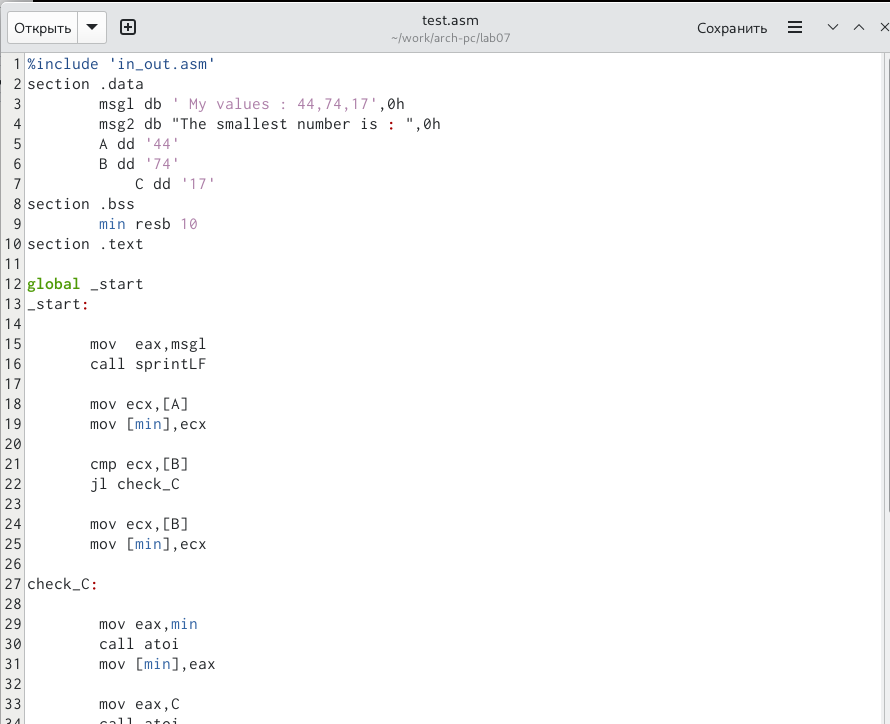 Открыть
test.asm
~/work/arch-pc/lab07
Сохранить
1 %include 'in_out.asm'
2 section .data
3 msgl db ' My values : 44,74,17',0h
4 msg2 db "The smallest number is : ",0h
5 A dd '44'
6 B dd '74'
7 C dd '17'
8 section .bss
9 min resb 10
10 section .text
11
12 global _start
13 _start:
14
15 mov  eax,msgl
16 call sprintLF
17
18 mov ecx,[A]
19 mov [min],ecx
20
21 cmp ecx,[B]
22 jl check_C
23
24 mov ecx,[B]
25 mov [min],ecx
26
27 check_C:
28
29 mov eax,min
30 call atoi
31 mov [min],eax
32
33 mov eax,C
34 call atoi